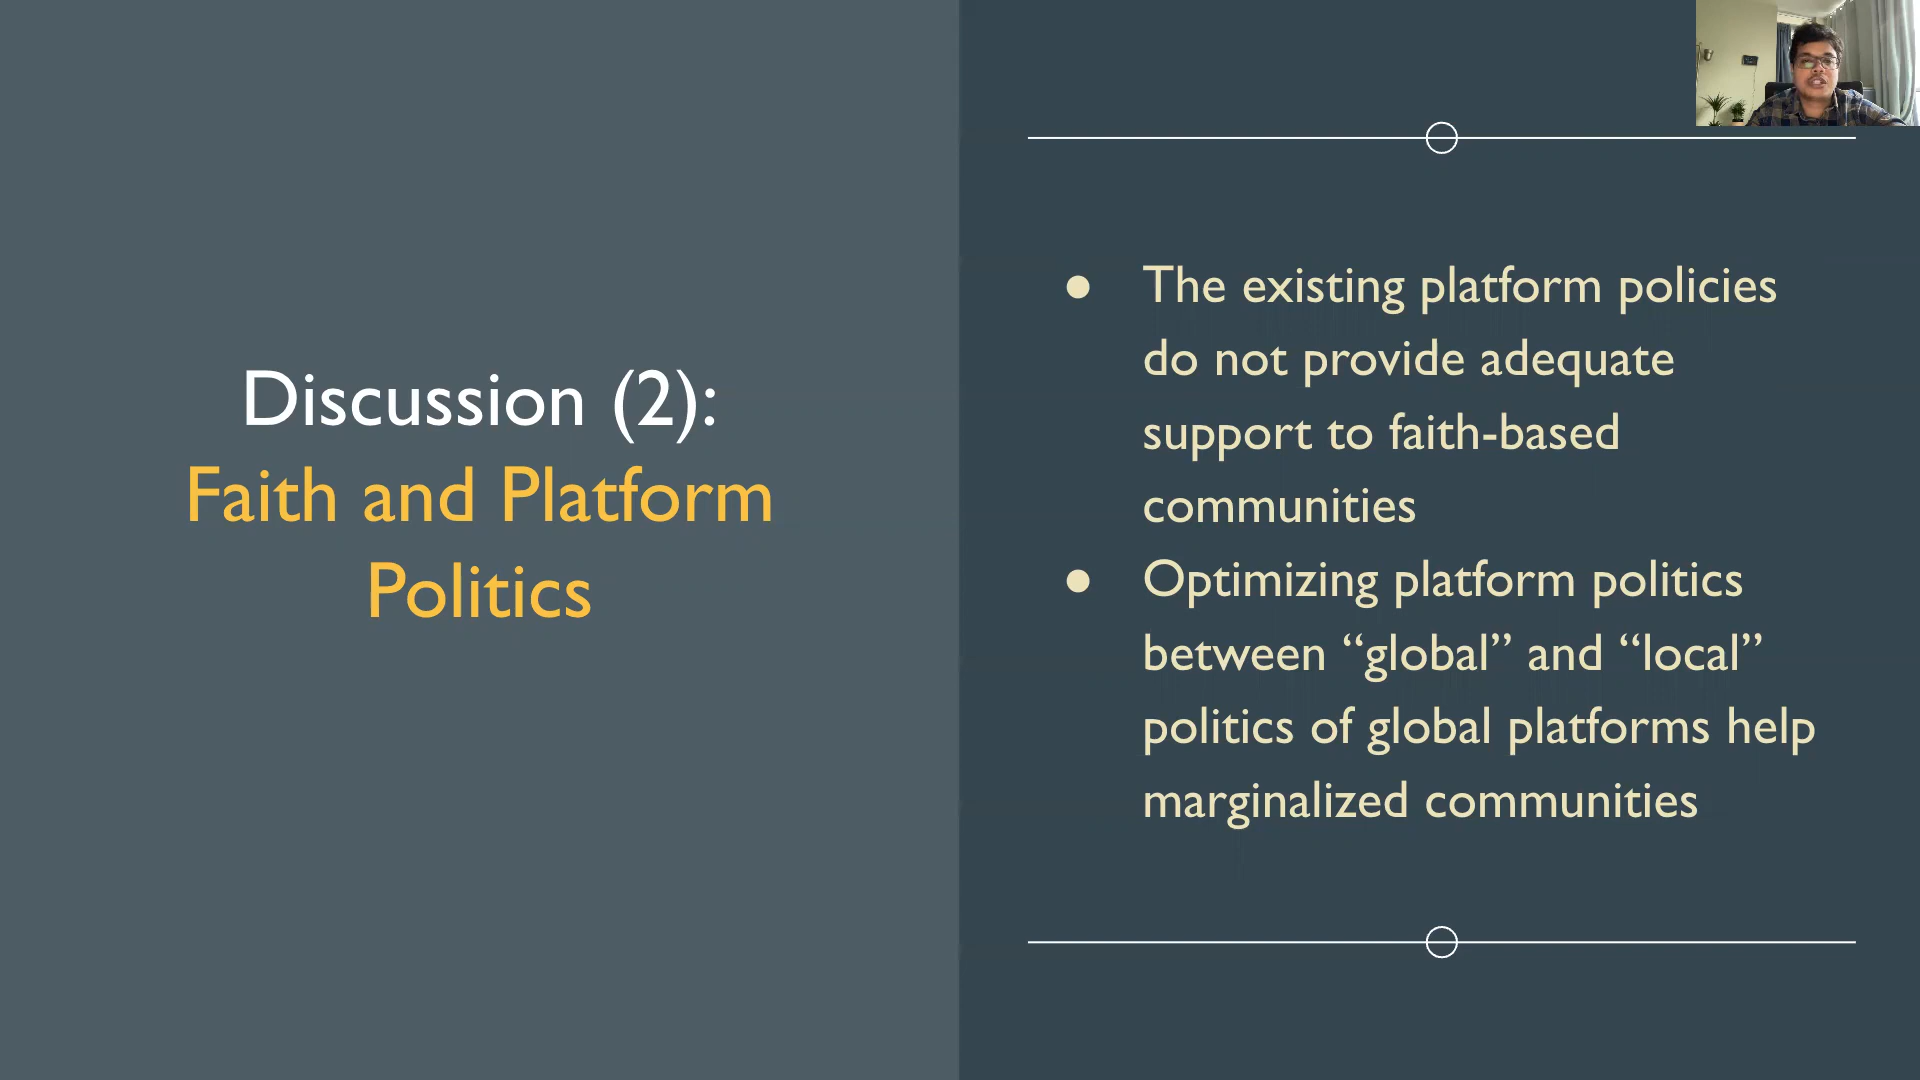 Discussion (2):
Faith and Platform
Politics
● The existing platform policies
do not provide adequate
support to faith-based
communities
● Optimizing platform politics
between “global” and “local”
politics of global platforms help
marginalized communities